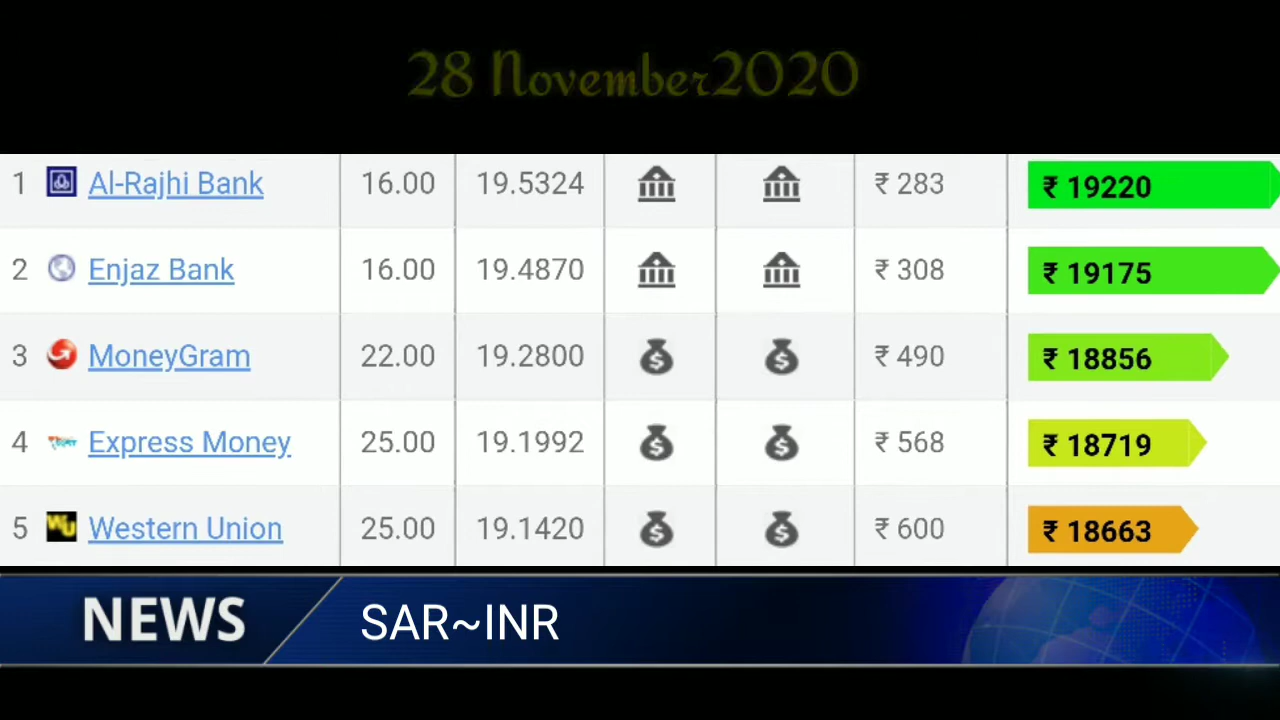 28 November2020
1 Al-Rajhi Bank 16.00 19.5324 ₹ 283 ₹ 19220
2 Enjaz Bank 16.00 19.4870 ₹ 308 ₹ 19175
3 MoneyGram 22.00 19.2800 ₹ 490 ₹ 18856
4 Express Money 25.00 19.1992 ₹ 568 ₹ 18719
5 WU Western Union 25.00 19.1420 ₹ 600 ₹ 18663
NEWS SAR~INR